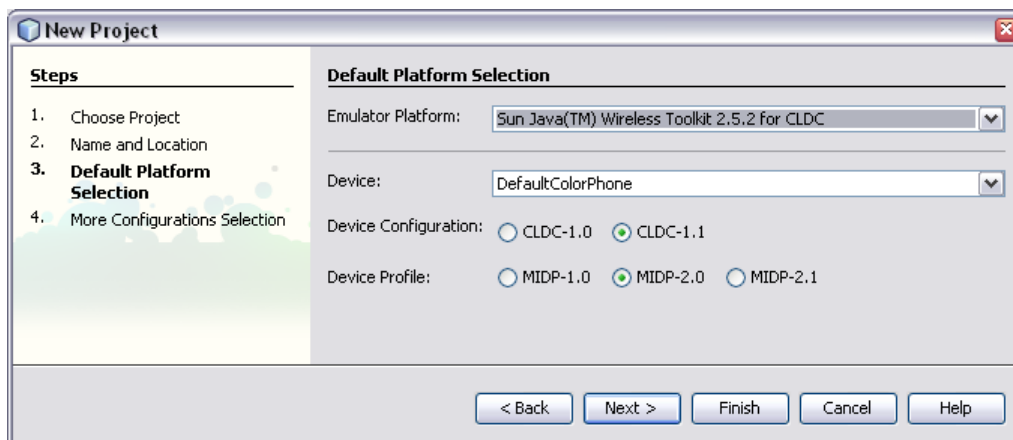 New Project
Steps
1. Choose Project
2. Name and Location
3. Default Platform
Selection
4. More Configurations Selection
Default Platform Selection
Emulator Platform: Sun Java(TM) Wireless Toolkit 2.5.2 for CLDC
Device: DefaultColorPhone
Device Configuration: CLDC-1.0 CLDC-1.1
Device Profile: MIDP-1.0 MIDP-2.0 MIDP-2.1
< Back Next > Finish Cancel Help